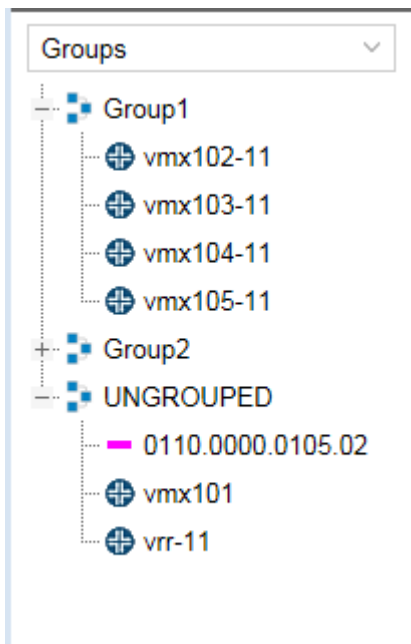 Groups
Group1
vmx102-11
vmx103-11
vmx104-11
vmx105-11
Group2
UNGROUPED
0110.0000.0105.02
vmx101
vrr-11